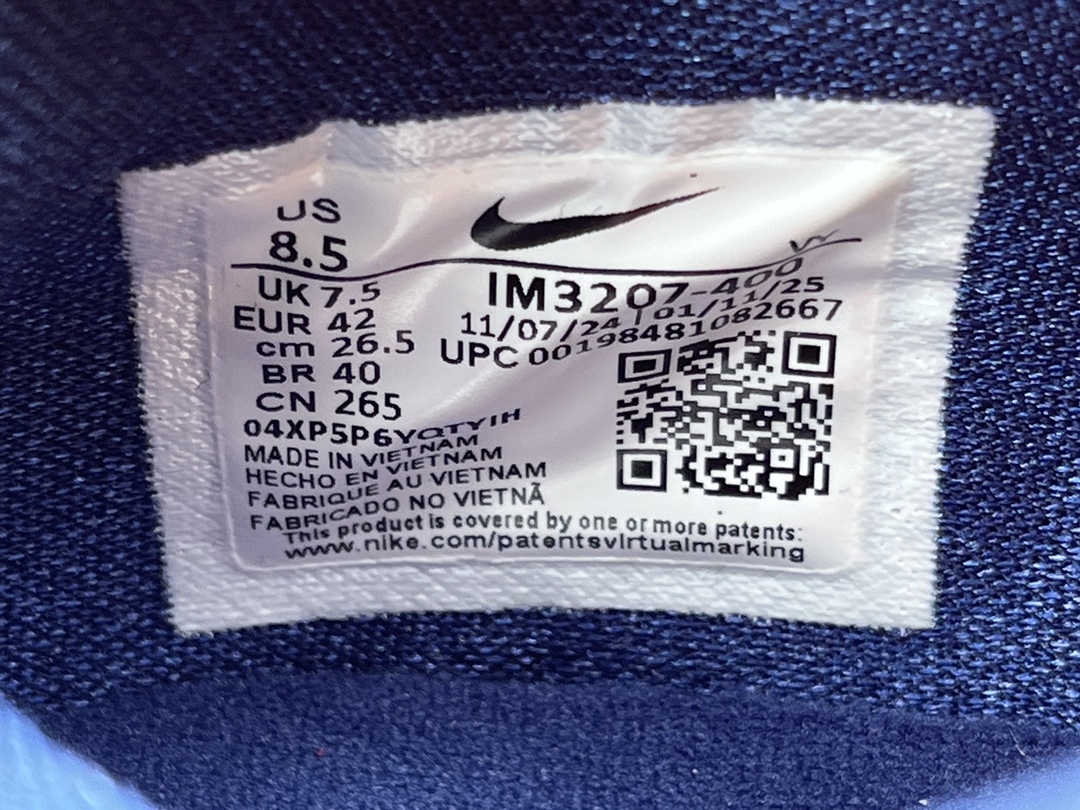 US
8.5
VY
UK 7.5
IM3207-400
EUR 42
11/07/24 01/11/25
cm 26.5
UPC 00198481082667
BR 40
CN 265
04XP5P6YQTYIH
MADE IN VIETNAM
HECHO EN VIETNAM
FABRIQUE AU VIETNAM
FABRICADO NO VIETNÃ
This product is covered by one or more patents:
www.nike.com/patentsvirtualmarking